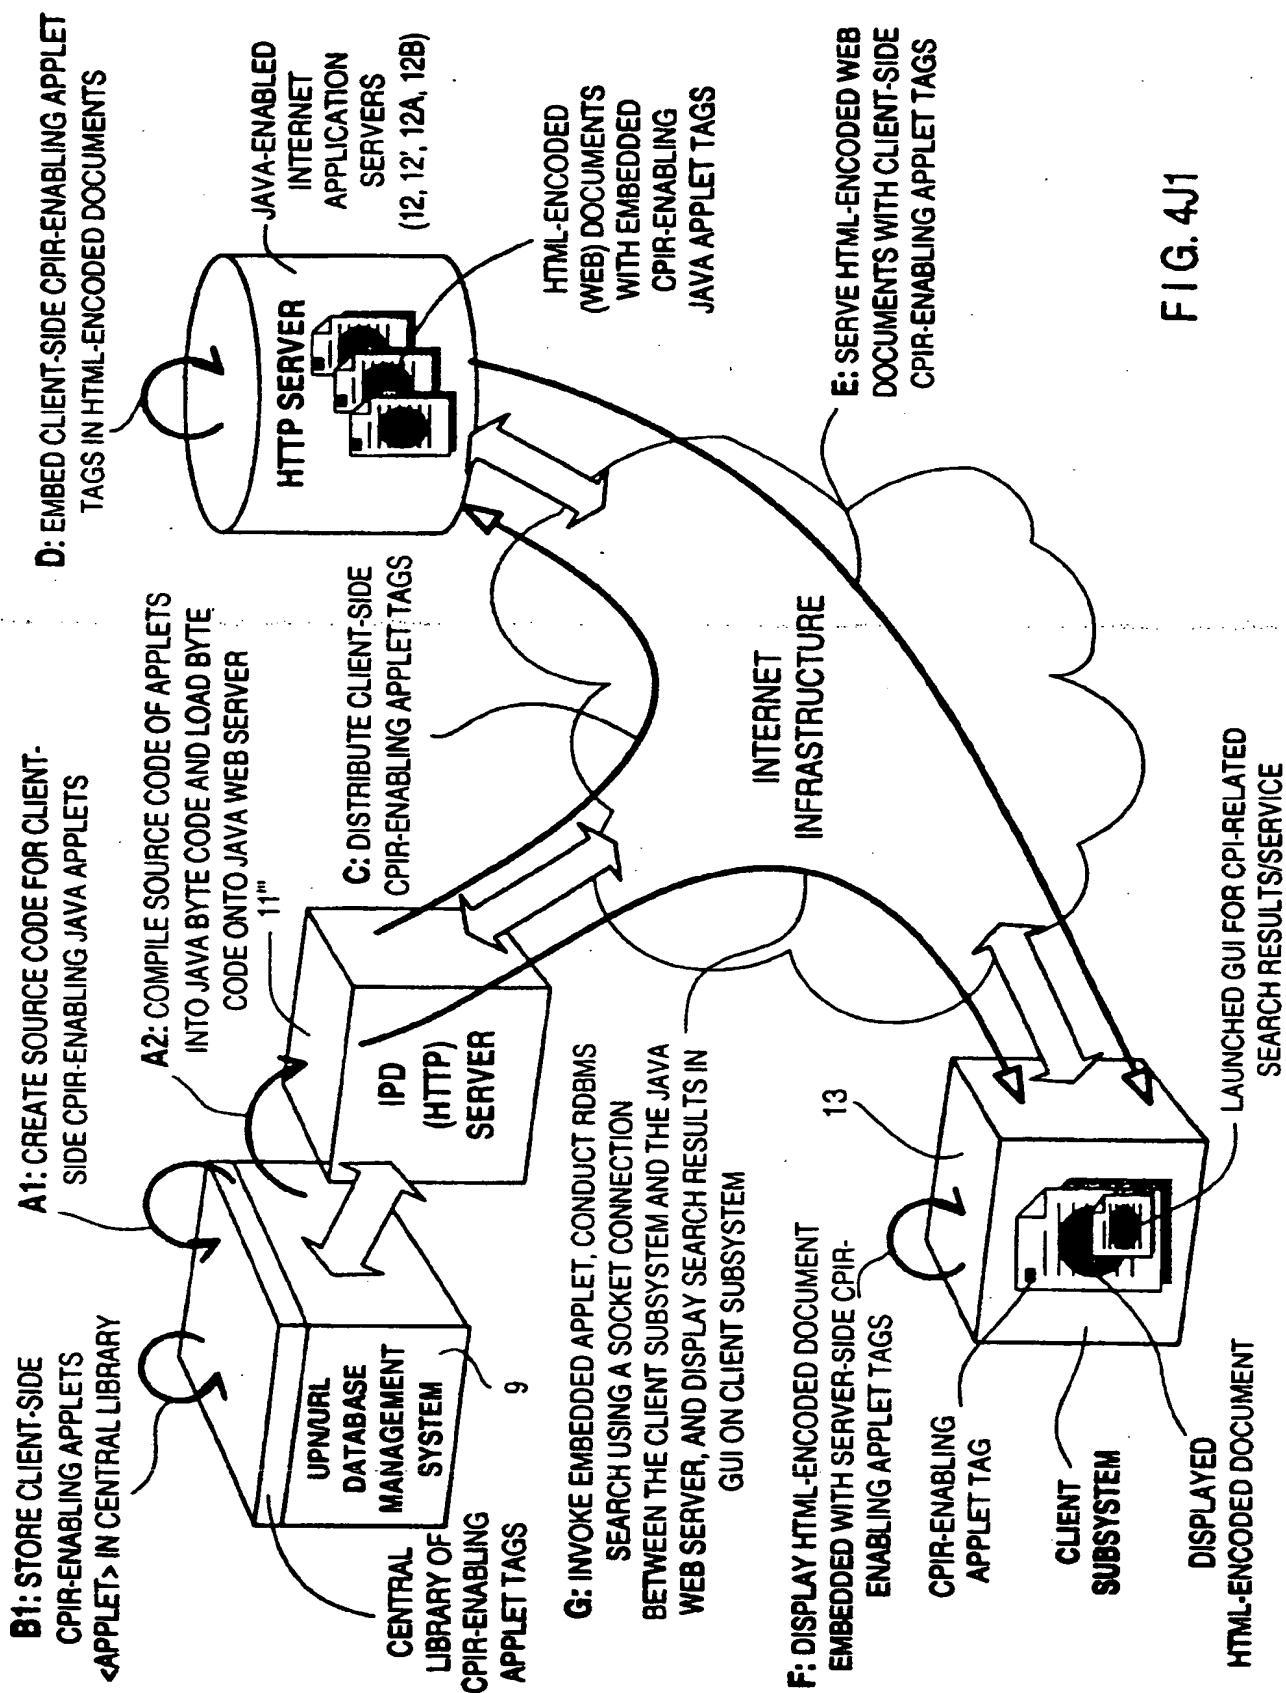 B1: STORE CLIENT-SIDE
CPIR-ENABLING APPLETS
<APPLET> IN CENTRAL LIBRARY
A1: CREATE SOURCE CODE FOR CLIENT-
SIDE CPIR-ENABLING JAVA APPLETS
A2: COMPILE SOURCE CODE OF APPLETS
INTO JAVA BYTE CODE AND LOAD BYTE
CODE ONTO JAVA WEB SERVER
11'''
D: EMBED CLIENT-SIDE CPIR-ENABLING APPLET
TAGS IN HTML-ENCODED DOCUMENTS
JAVA-ENABLED
INTERNET
APPLICATION
SERVERS
(12, 12', 12A, 12B)
HTTP SERVER
HTML-ENCODED
(WEB) DOCUMENTS
WITH EMBEDDED
CPIR-ENABLING
JAVA APPLET TAGS
UPN/URL
DATABASE
MANAGEMENT
SYSTEM
9
IPD
(HTTP)
SERVER
CENTRAL
LIBRARY OF
CPIR-ENABLING
APPLET TAGS
C: DISTRIBUTE CLIENT-SIDE
CPIR-ENABLING APPLET TAGS
G: INVOKE EMBEDDED APPLET, CONDUCT RDBMS
SEARCH USING A SOCKET CONNECTION
BETWEEN THE CLIENT SUBSYSTEM AND THE JAVA
WEB SERVER, AND DISPLAY SEARCH RESULTS IN
GUI ON CLIENT SUBSYSTEM
INTERNET
INFRASTRUCTURE
E: SERVE HTML-ENCODED WEB
DOCUMENTS WITH CLIENT-SIDE
CPIR-ENABLING APPLET TAGS
F: DISPLAY HTML-ENCODED DOCUMENT
EMBEDDED WITH SERVER-SIDE CPIR-
ENABLING APPLET TAGS
13
CPIR-ENABLING
APPLET TAG
CLIENT
SUBSYSTEM
DISPLAYED
HTML-ENCODED DOCUMENT
LAUNCHED GUI FOR CPI-RELATED
SEARCH RESULTS/SERVICE
FIG. 4J1